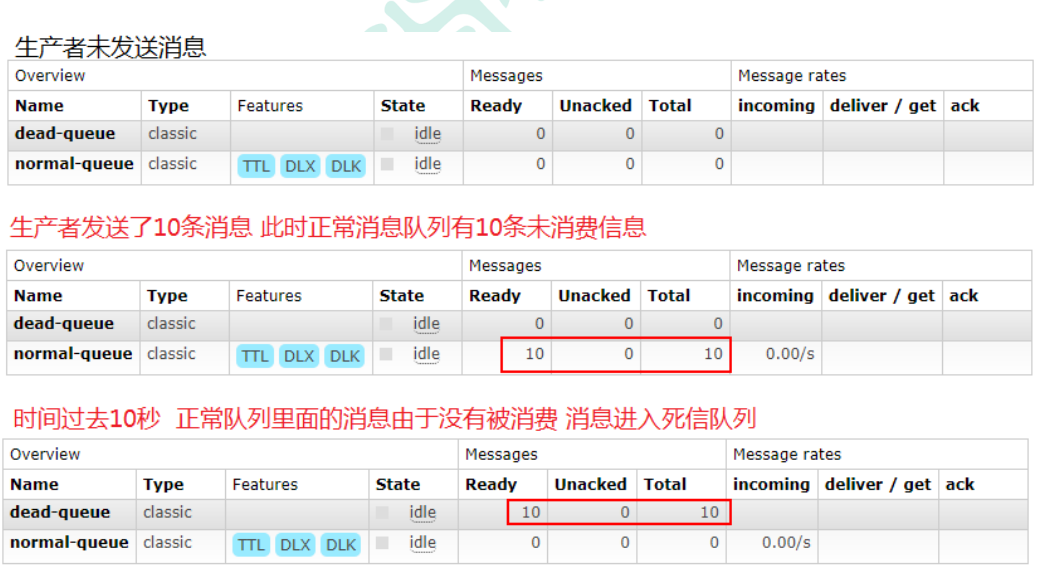 生产者未发送消息
Overview Messages Message rates
Name Type Features State Ready Unacked Total incoming deliver / get ack
dead-queue classic idle 0 0 0
normal-queue classic TTL DLX DLK idle 0 0 0
生产者发送了10条消息 此时正常消息队列有10条未消费信息
Overview Messages Message rates
Name Type Features State Ready Unacked Total incoming deliver / get ack
dead-queue classic idle 0 0 0
normal-queue classic TTL DLX DLK idle 10 0 10 0.00/s
时间过去10秒 正常队列里面的消息由于没有被消费 消息进入死信队列
Overview Messages Message rates
Name Type Features State Ready Unacked Total incoming deliver / get ack
dead-queue classic idle 10 0 10
normal-queue classic TTL DLX DLK idle 0 0 0 0.00/s